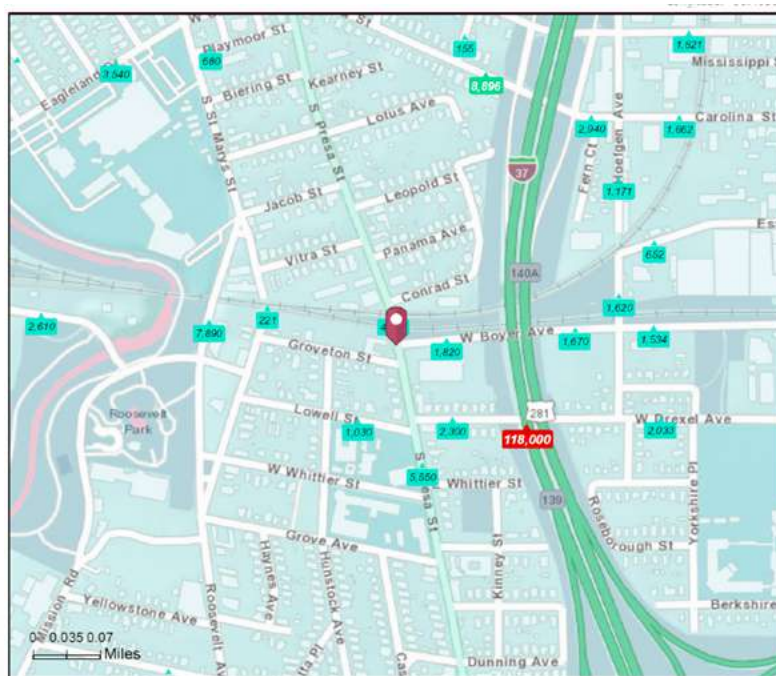 155
1,521
Playmoor St
680
Mississippi
Eagleland
3,540
Biering St
Kearney St
8,896
Lotus Ave
Hoefgen Ave
Carolina St
2,940
1,662
S St Marys St
S Presa St
37
Fern Ct
Jacob St
Leopold St
1,171
Panama Ave
Vitra St
652
140A
Conrad St
1,620
2,610
7,890
221
W Boyer Ave
1,820
1,670
1,534
Groveton St
Roosevelt
Park
Lowell St
281
W Drexel Ave
1,030
2,300
2,033
118,000
W Whittier St
5,550
Whittier St
139
Yorkshire Pl
Roseborough St
Grove Ave
Kinney St
Haynes Ave
Hunstock Ave
Mission Rd
Yellowstone Ave
Roosevelt
Berkshire
0 0.035 0.07
Miles
Dunning Ave